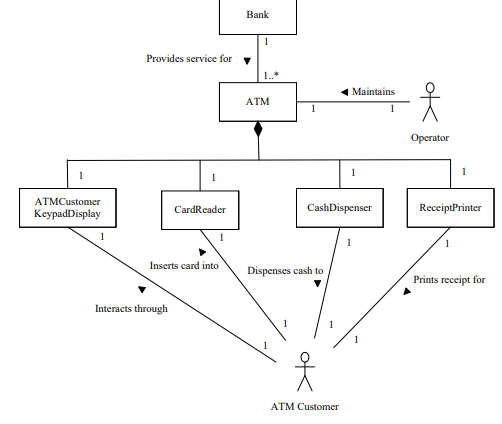 Bank
1
Provides service for
1..*
ATM
Maintains
1
1
Operator
1
1
1
1
ATMCustomer
KeypadDisplay
CardReader
CashDispenser
ReceiptPrinter
1
1
1
1
Inserts card into
Dispenses cash to
Prints receipt for
Interacts through
1
1
1
1
ATM Customer